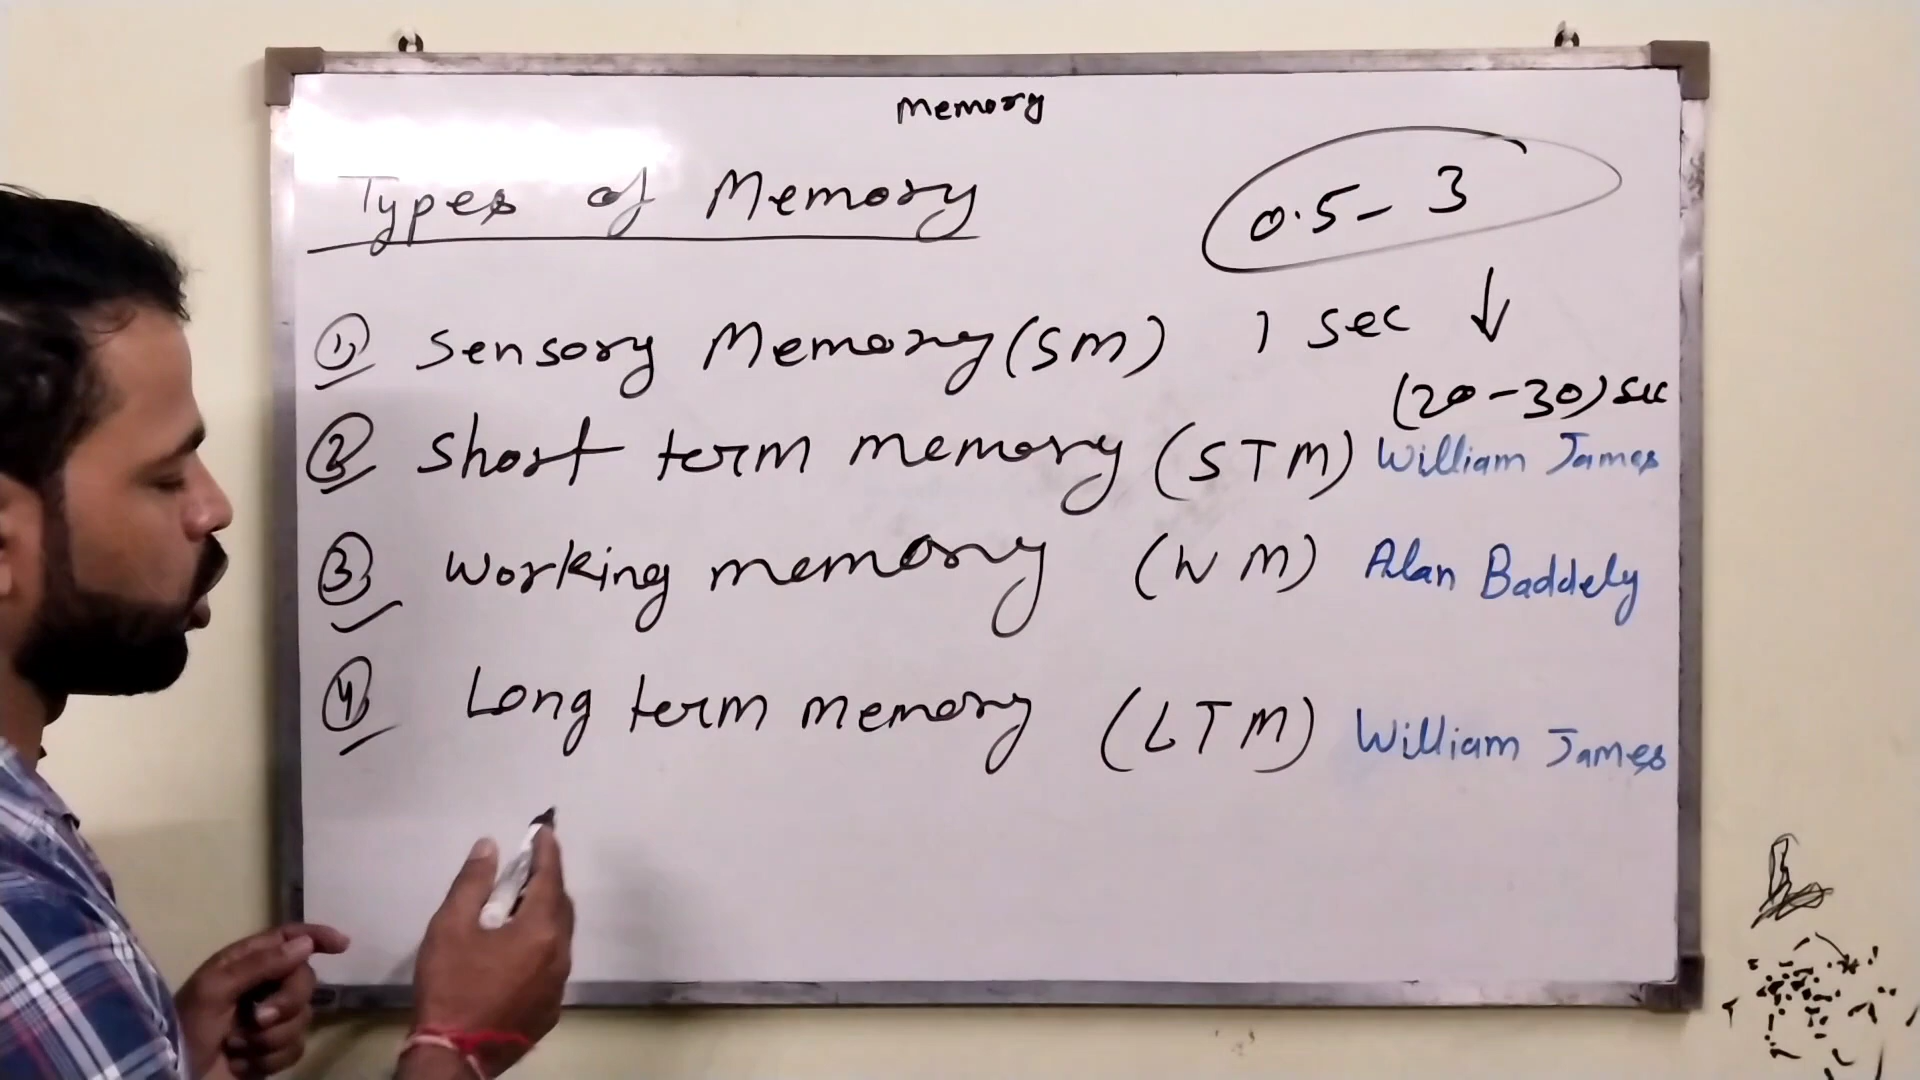 Memory
Types of Memory
0.5 - 3
① Sensory Memory (SM) 1 sec ↓
(20-30) sec
② Short term memory (STM) William James
③ Working memory (WM) Alan Baddely
④ Long term memory (LTM) William James